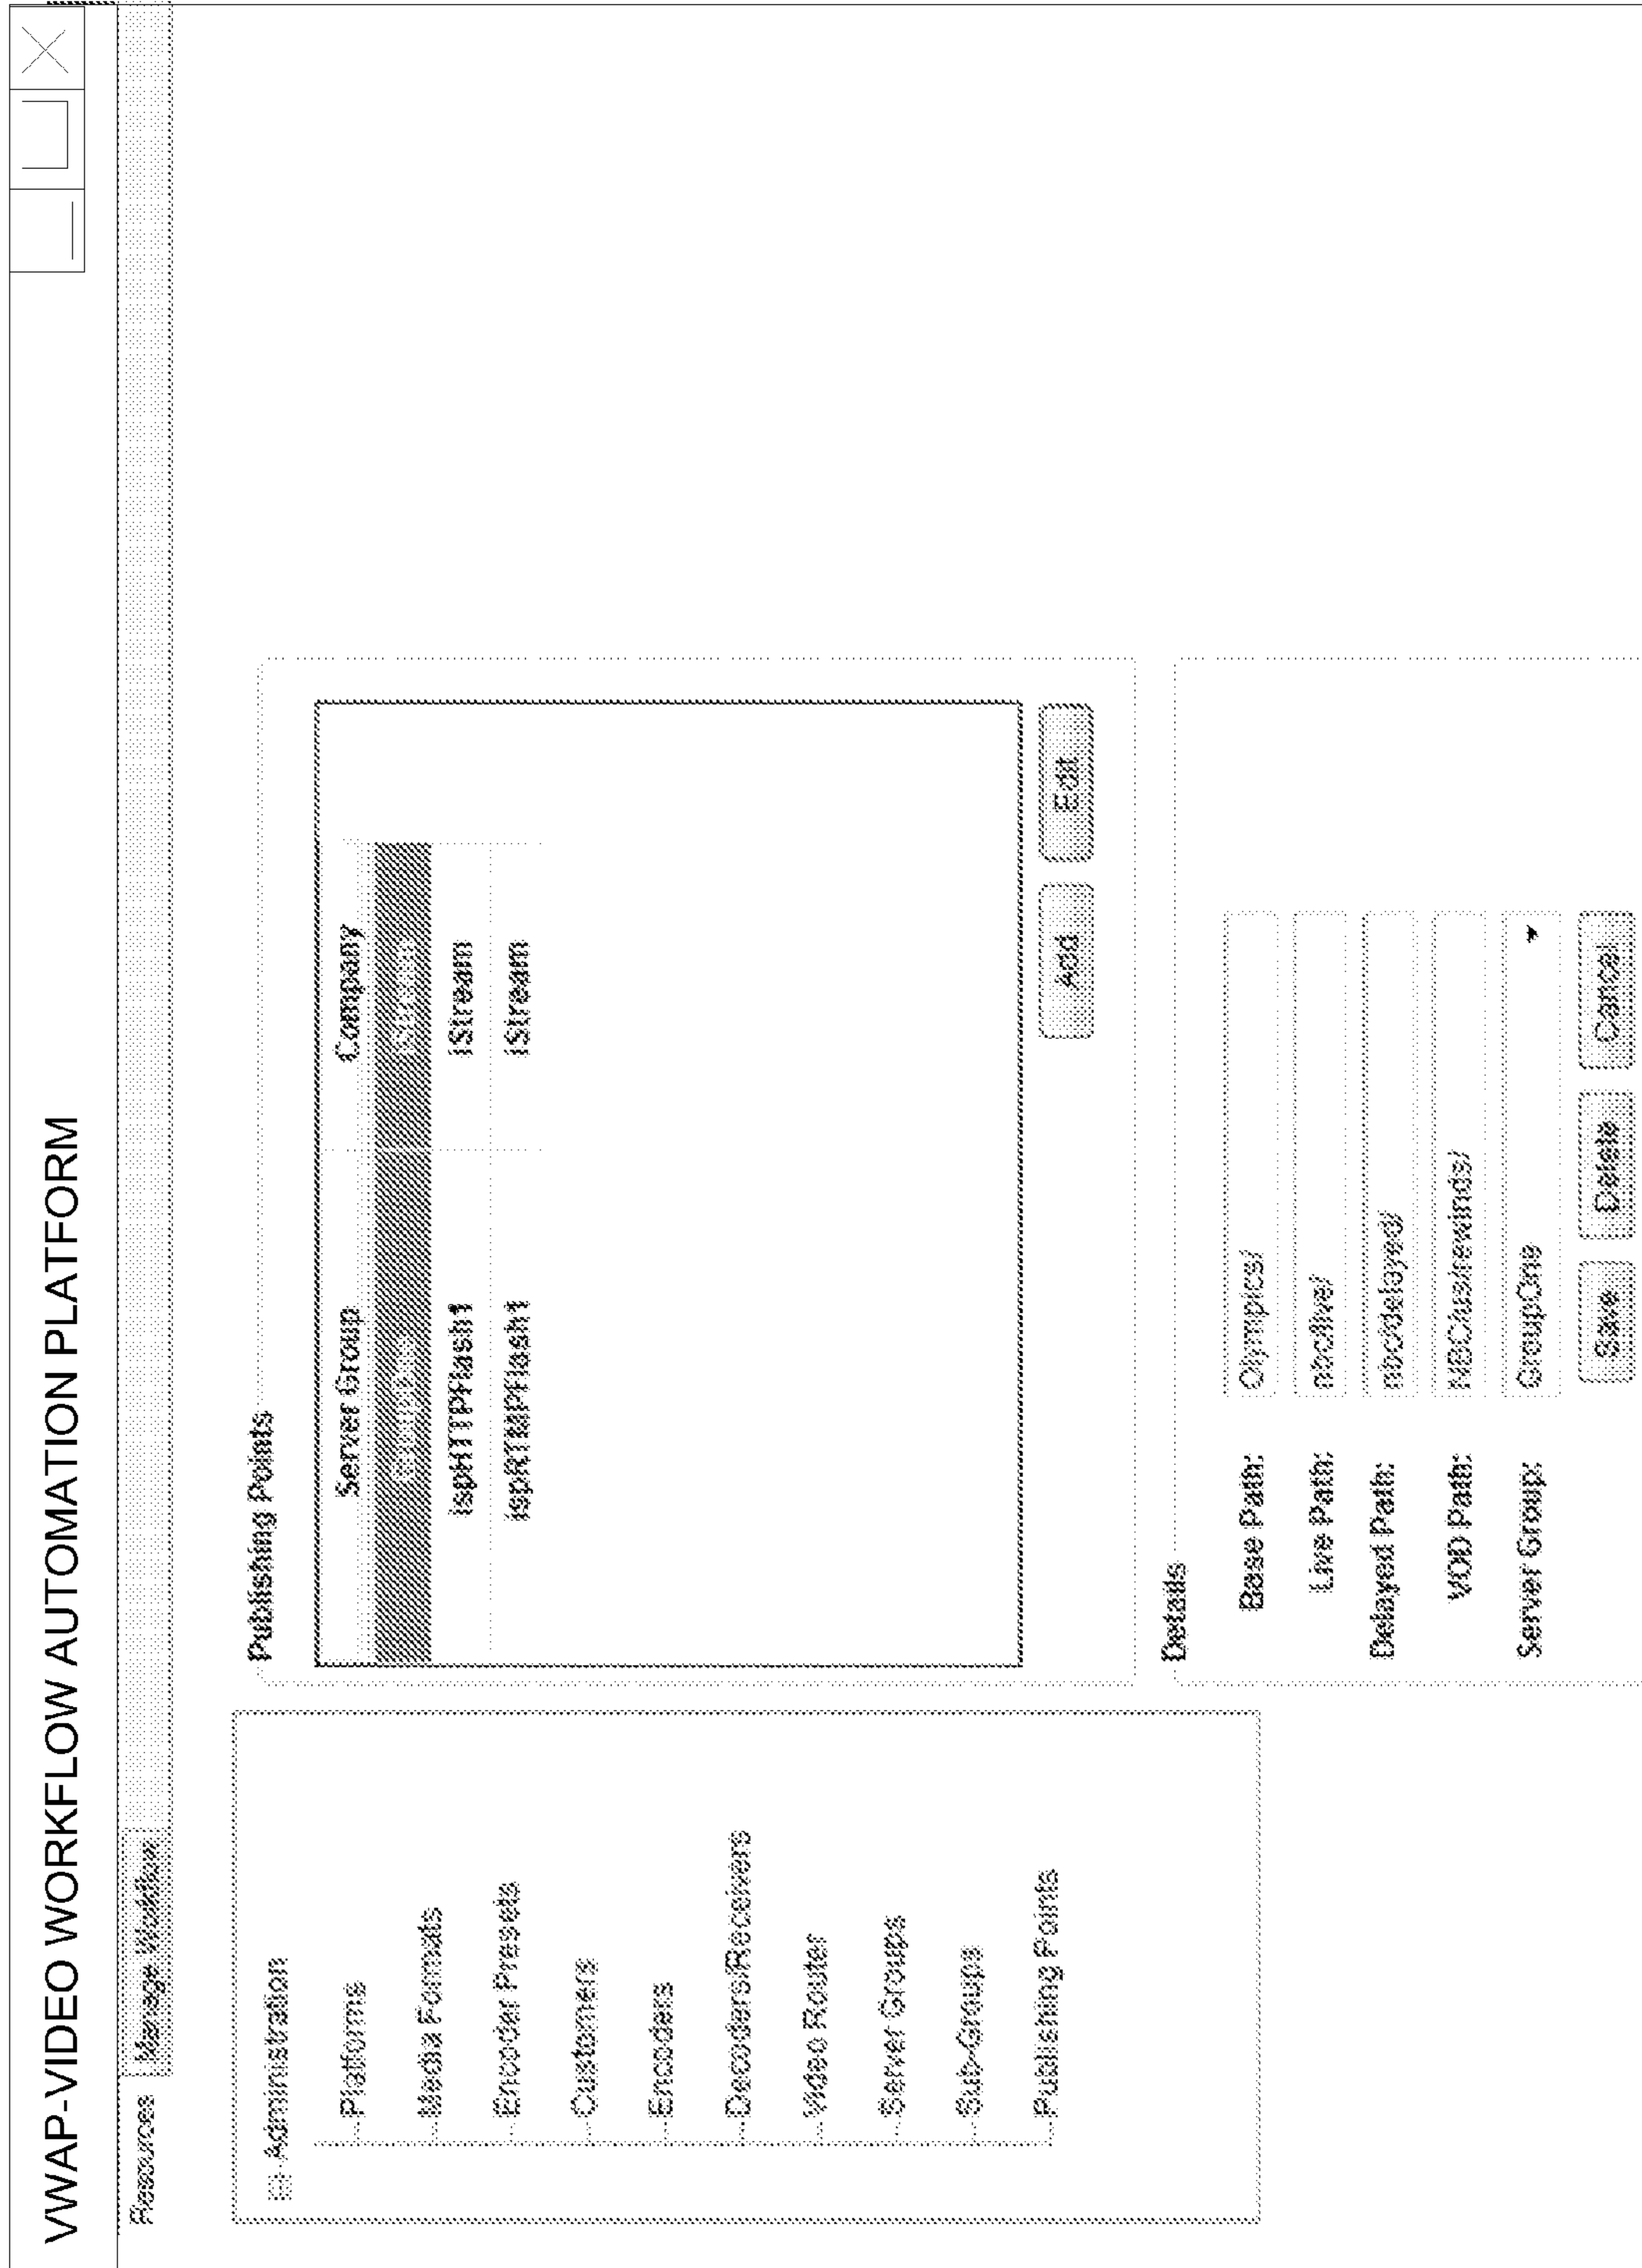 VWAP-VIDEO WORKFLOW AUTOMATION PLATFORM
Resources Manage Workflow
Administration
Platforms
Media Formats
Encoder Presets
Customers
Encoders
Decoders/Receivers
Video Router
Server Groups
Sub-Groups
Publishing Points
Publishing Points
Server Group Company
iStream
ispHTTPFlash1 iStream
ispRTMPFlash1 iStream
Add Edit
Details
Base Path: Olympics/
Live Path: nbclive/
Delayed Path: nbcdelayed/
VOD Path:
Server Group: GroupOne
Save Delete Cancel